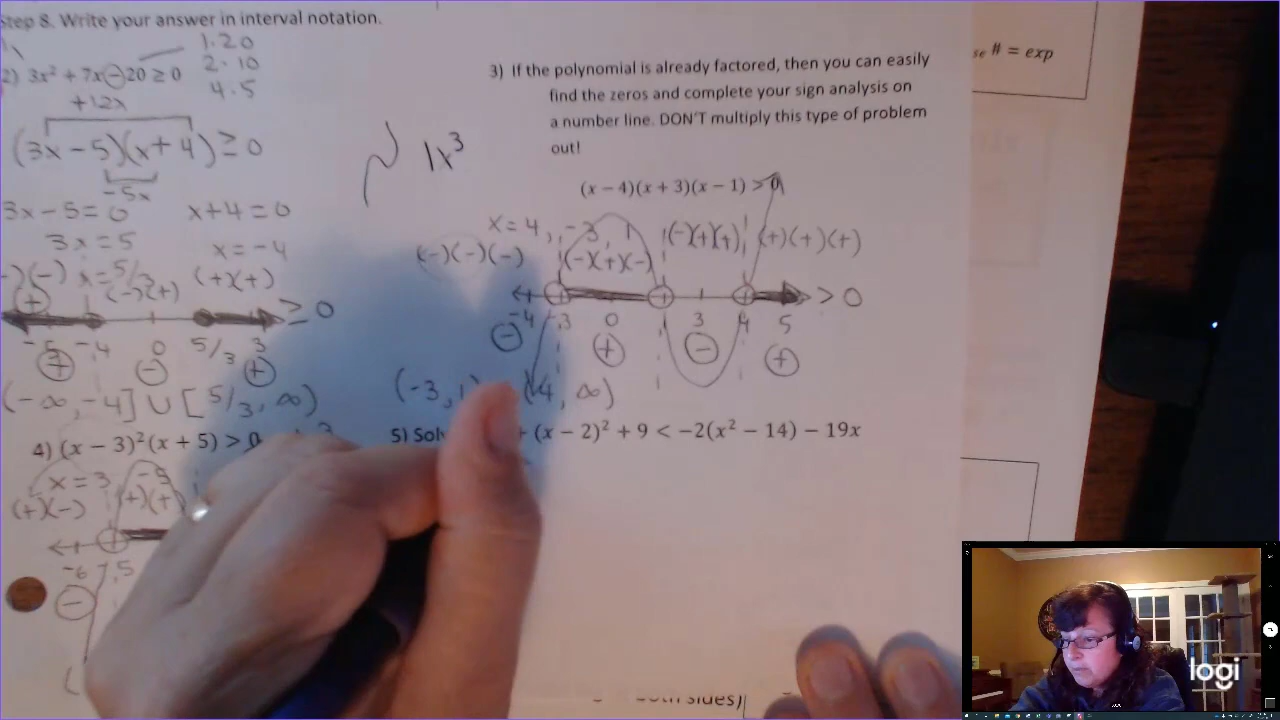 Step 8. Write your answer in interval notation.
2) 3x² + 7x − 20 ≥ 0
+12x
1·20
2·10
4·5
(3x − 5)(x + 4) ≥ 0
−5x
3x − 5 = 0 x + 4 = 0
3x = 5 x = −4
x = 5/3
(−)(+) (+)(+)
≥ 0
−4 0 5/3 3
+ − +
(−∞, −4] ∪ [5/3, ∞)
4) (x − 3)²(x + 5) > 0
x = 3 −5
(+)(−) (+)(+)
−6 −5
−
1x³
3) If the polynomial is already factored, then you can easily
find the zeros and complete your sign analysis on
a number line. DON'T multiply this type of problem
out!
(x − 4)(x + 3)(x − 1) > 0
x = 4, −3, 1
(−)(−)(−) (−)(+)(−) (−)(+)(+) (+)(+)(+)
> 0
−4 −3 0 3 4 5
− + − +
(−3, 1) (4, ∞)
5) Solv + (x − 2)² + 9 < −2(x² − 14) − 19x
se # = exp
both sides)
logi